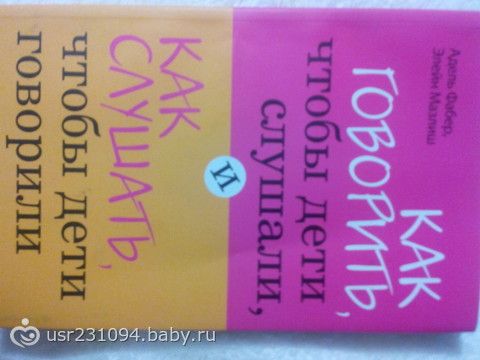 Адель Фабер,
Элейн Мазлиш
КАК
ГОВОРИТЬ,
чтобы дети
слушали,
И
КАК
СЛУШАТЬ,
чтобы дети
говорили
usr231094.baby.ru